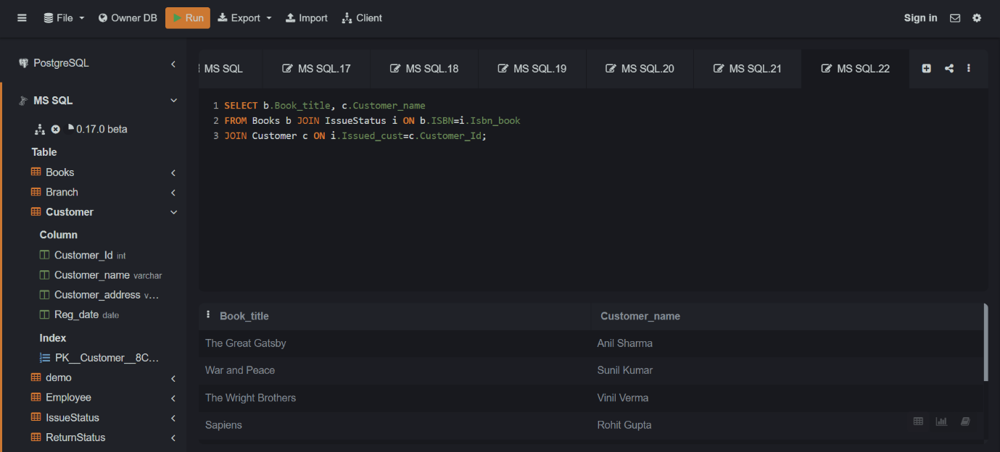 File Owner DB Run Export Import Client Sign in
PostgreSQL
MS SQL
0.17.0 beta
Table
Books
Branch
Customer
Column
Customer_Id int
Customer_name varchar
Customer_address v...
Reg_date date
Index
PK__Customer__8C...
demo
Employee
IssueStatus
ReturnStatus
MS SQL MS SQL.17 MS SQL.18 MS SQL.19 MS SQL.20 MS SQL.21 MS SQL.22
1 SELECT b.Book_title, c.Customer_name
2 FROM Books b JOIN IssueStatus i ON b.ISBN=i.Isbn_book
3 JOIN Customer c ON i.Issued_cust=c.Customer_Id;
Book_title Customer_name
The Great Gatsby Anil Sharma
War and Peace Sunil Kumar
The Wright Brothers Vinil Verma
Sapiens Rohit Gupta